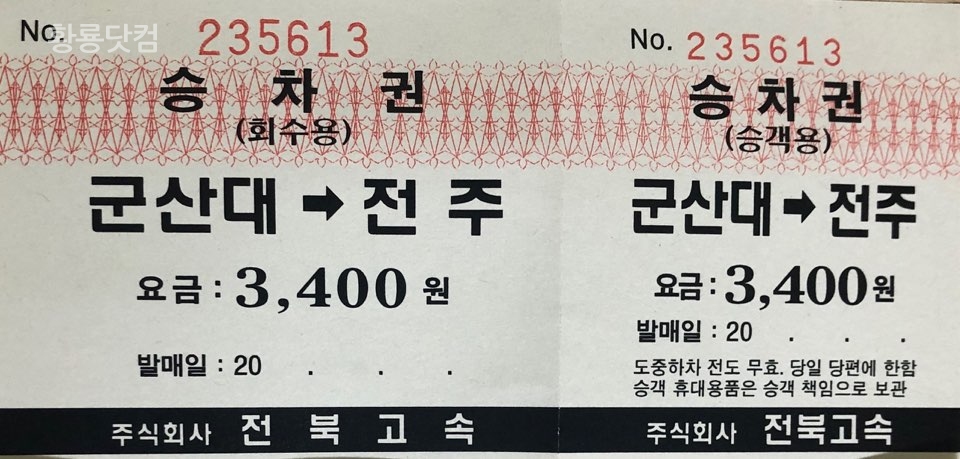 황룡닷컴
No. 235613
승 차 권
(회수용)
군산대 ➡ 전 주
요금 : 3,400 원
발매일 : 20 . . .
주식회사 전 북 고 속
No. 235613
승 차 권
(승객용)
군산대 ➡ 전주
요금 : 3,400 원
발매일 : 20 . . .
도중하차 전도 무효. 당일 당편에 한함
승객 휴대용품은 승객 책임으로 보관
주식회사 전북고속